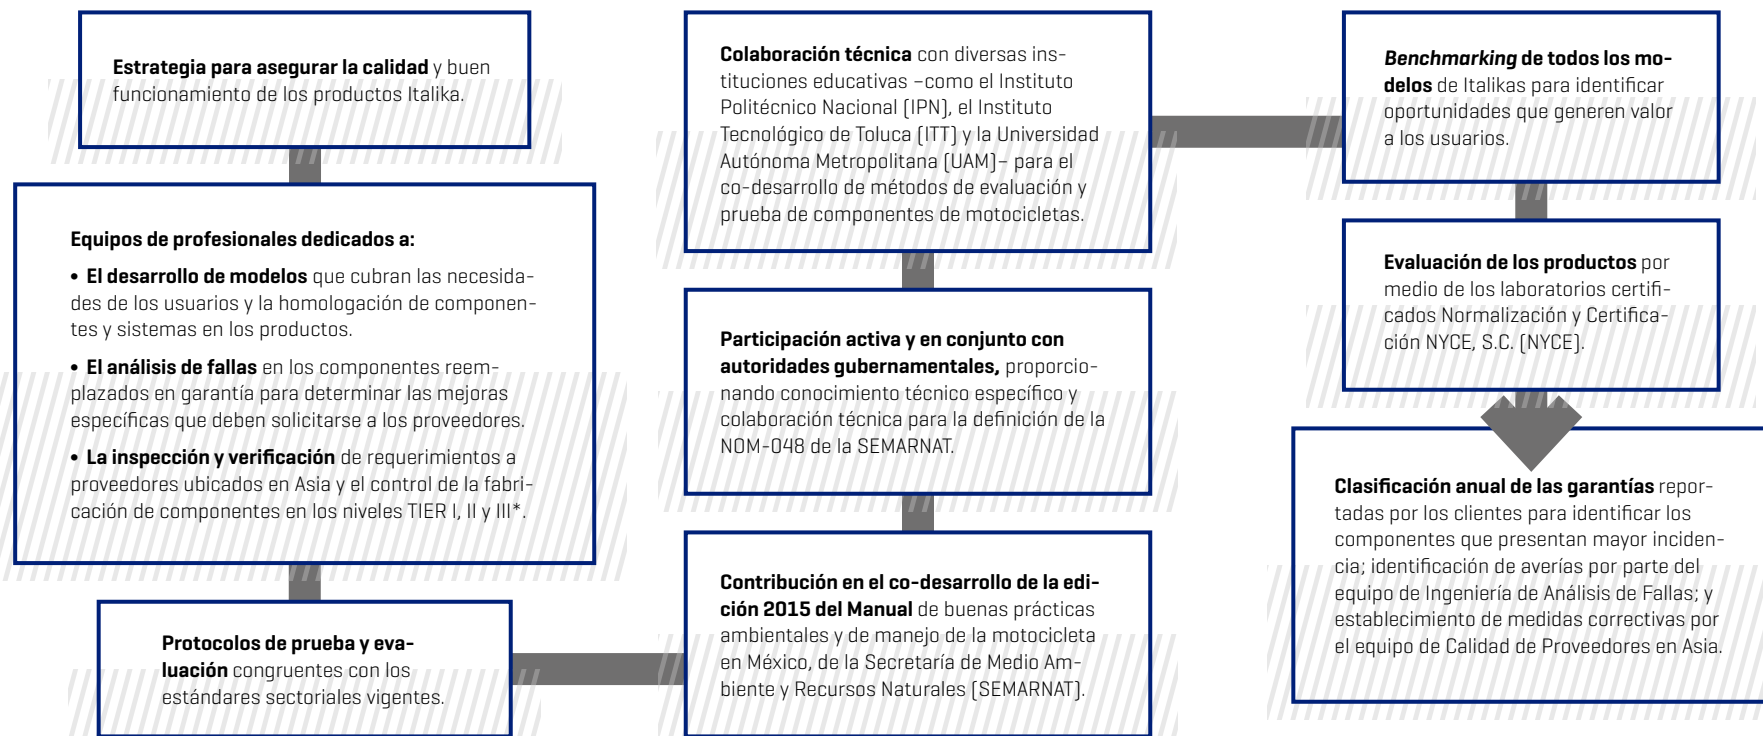 Estrategia para asegurar la calidad y buen
funcionamiento de los productos Italika.
Equipos de profesionales dedicados a:
• El desarrollo de modelos que cubran las necesida-
des de los usuarios y la homologación de componen-
tes y sistemas en los productos.
• El análisis de fallas en los componentes reem-
plazados en garantía para determinar las mejoras
específicas que deben solicitarse a los proveedores.
• La inspección y verificación de requerimientos a
proveedores ubicados en Asia y el control de la fabri-
cación de componentes en los niveles TIER I, II y III*.
Protocolos de prueba y eva-
luación congruentes con los
estándares sectoriales vigentes.
Contribución en el co-desarrollo de la edi-
ción 2015 del Manual de buenas prácticas
ambientales y de manejo de la motocicleta
en México, de la Secretaría de Medio Am-
biente y Recursos Naturales (SEMARNAT).
Participación activa y en conjunto con
autoridades gubernamentales, proporcio-
nando conocimiento técnico específico y
colaboración técnica para la definición de la
NOM-048 de la SEMARNAT.
Colaboración técnica con diversas ins-
tituciones educativas –como el Instituto
Politécnico Nacional (IPN), el Instituto
Tecnológico de Toluca (ITT) y la Universidad
Autónoma Metropolitana (UAM)– para el
co-desarrollo de métodos de evaluación y
prueba de componentes de motocicletas.
Benchmarking de todos los mo-
delos de Italikas para identificar
oportunidades que generen valor
a los usuarios.
Evaluación de los productos por
medio de los laboratorios certifi-
cados Normalización y Certifica-
ción NYCE, S.C. (NYCE).
Clasificación anual de las garantías repor-
tadas por los clientes para identificar los
componentes que presentan mayor inciden-
cia; identificación de averías por parte del
equipo de Ingeniería de Análisis de Fallas; y
establecimiento de medidas correctivas por
el equipo de Calidad de Proveedores en Asia.